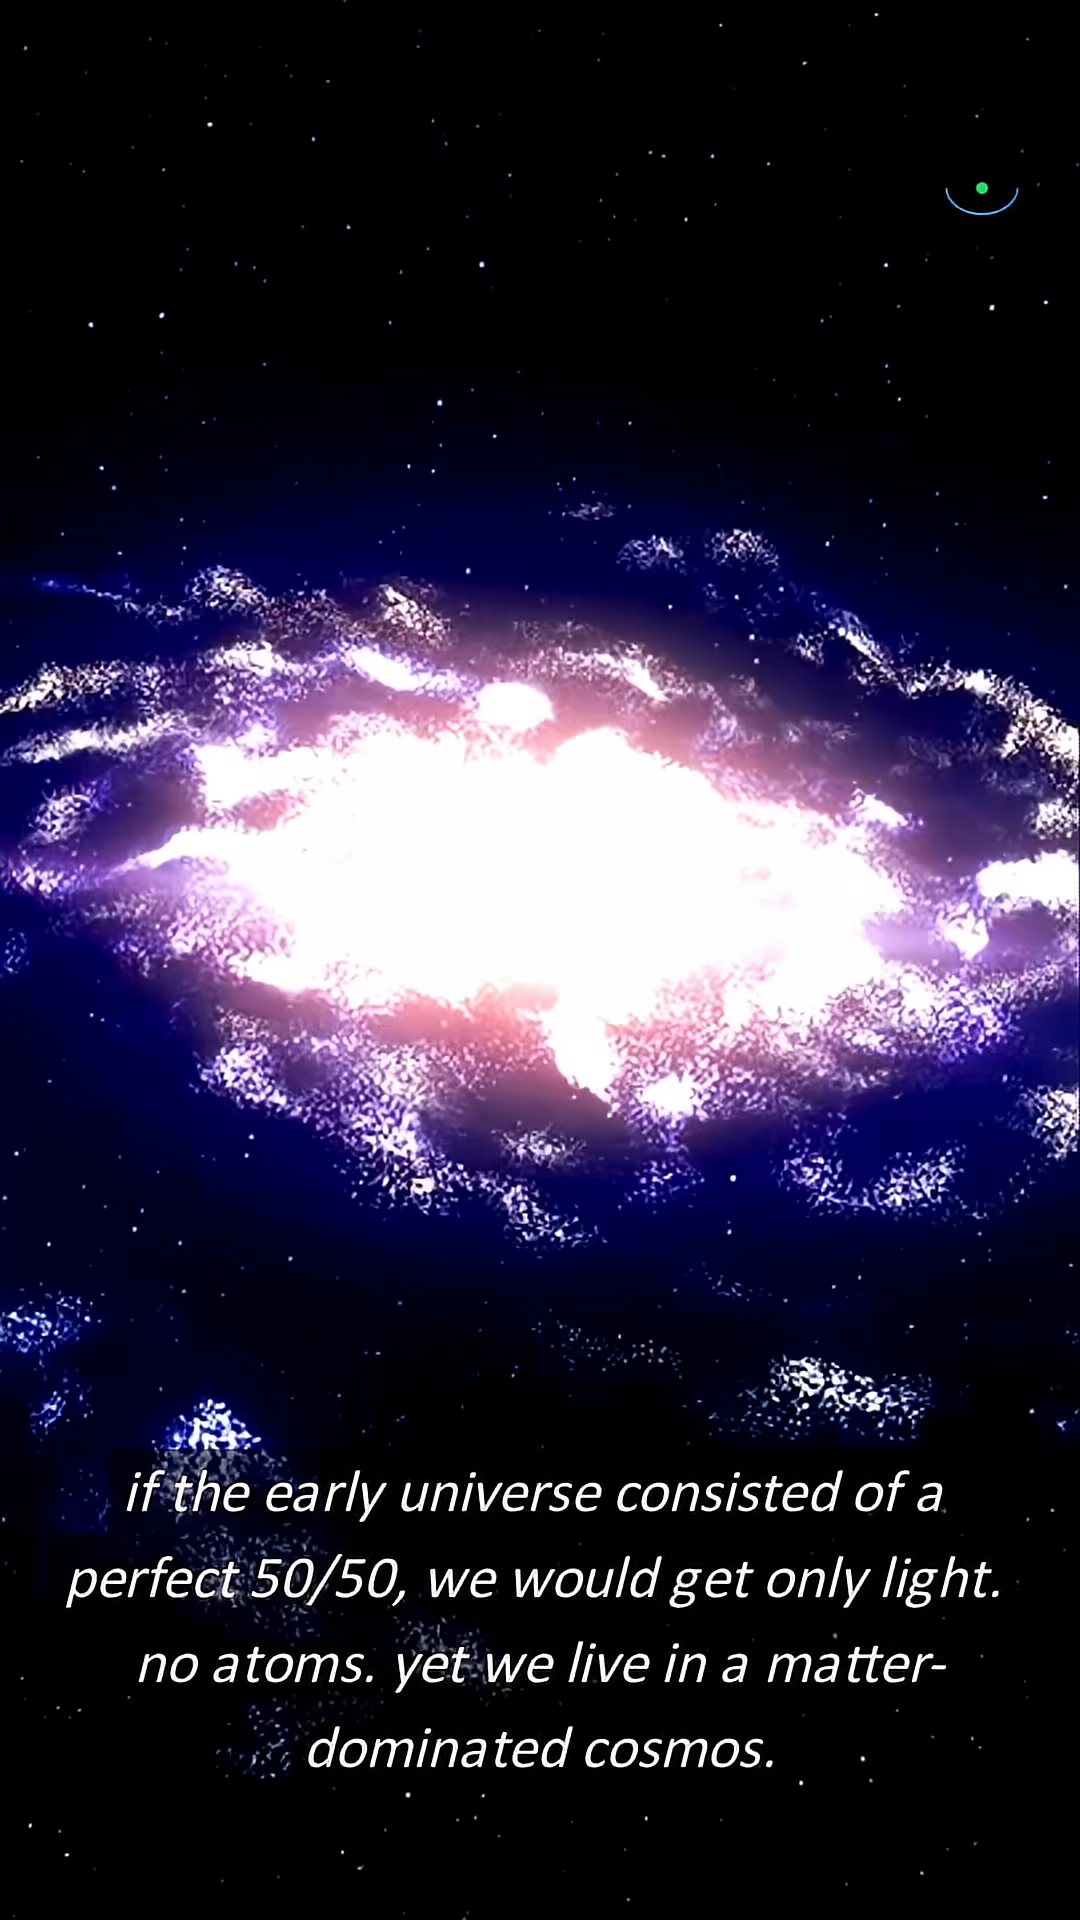 if the early universe consisted of a
perfect 50/50, we would get only light.
no atoms. yet we live in a matter-
dominated cosmos.